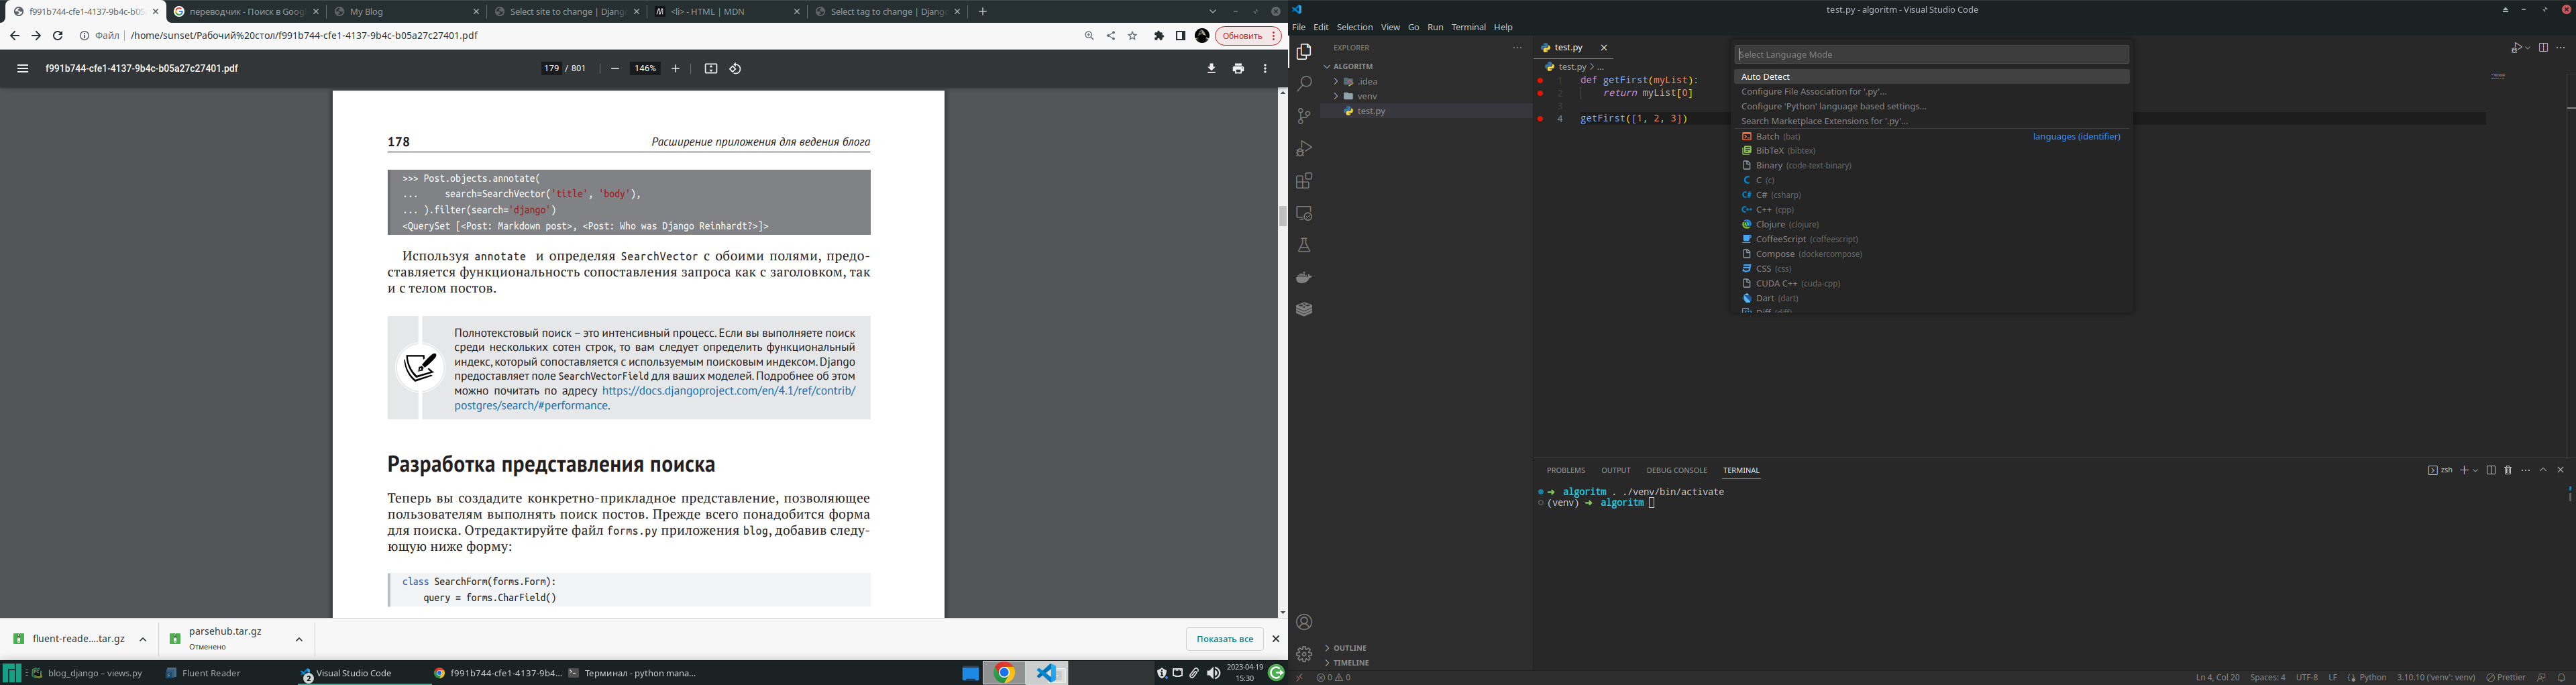 f991b744-cfe1-4137-9b4c-b05
переводчик - Поиск в Goog
My Blog
Select site to change | Djang
<li> - HTML | MDN
Select tag to change | Djang
Файл
/home/sunset/Рабочий%20стол/f991b744-cfe1-4137-9b4c-b05a27c27401.pdf
Обновить
f991b744-cfe1-4137-9b4c-b05a27c27401.pdf
179 / 801
146%
178
Расширение приложения для ведения блога
>>> Post.objects.annotate(
...     search=SearchVector('title', 'body'),
... ).filter(search='django')
<QuerySet [<Post: Markdown post>, <Post: Who was Django Reinhardt?>]>
Используя annotate и определяя SearchVector с обоими полями, предо-
ставляется функциональность сопоставления запроса как с заголовком, так
и с телом постов.
Полнотекстовый поиск – это интенсивный процесс. Если вы выполняете поиск
среди нескольких сотен строк, то вам следует определить функциональный
индекс, который сопоставляется с используемым поисковым индексом. Django
предоставляет поле SearchVectorField для ваших моделей. Подробнее об этом
можно почитать по адресу https://docs.djangoproject.com/en/4.1/ref/contrib/
postgres/search/#performance.
Разработка представления поиска
Теперь вы создадите конкретно-прикладное представление, позволяющее
пользователям выполнять поиск постов. Прежде всего понадобится форма
для поиска. Отредактируйте файл forms.py приложения blog, добавив следу-
ющую ниже форму:
class SearchForm(forms.Form):
    query = forms.CharField()
fluent-reade....tar.gz
parsehub.tar.gz
Отменено
Показать все
blog_django – views.py
Fluent Reader
2
Visual Studio Code
f991b744-cfe1-4137-9b4...
Терминал - python mana...
2023-04-19
15:30
test.py - algoritm - Visual Studio Code
File Edit Selection View Go Run Terminal Help
EXPLORER
ALGORITM
.idea
venv
test.py
OUTLINE
TIMELINE
test.py
test.py > ...
1 def getFirst(myList):
2     return myList[0]
3
4 getFirst([1, 2, 3])
Select Language Mode
Auto Detect
Configure File Association for '.py'...
Configure 'Python' language based settings...
Search Marketplace Extensions for '.py'...
Batch (bat)
languages (identifier)
BibTeX (bibtex)
Binary (code-text-binary)
C (c)
C# (csharp)
C++ (cpp)
Clojure (clojure)
CoffeeScript (coffeescript)
Compose (dockercompose)
CSS (css)
CUDA C++ (cuda-cpp)
Dart (dart)
Diff (diff)
PROBLEMS OUTPUT DEBUG CONSOLE TERMINAL
zsh
➜ algoritm . ./venv/bin/activate
(venv) ➜ algoritm
0 0
Ln 4, Col 20 Spaces: 4 UTF-8 LF Python 3.10.10 ('venv': venv) Prettier